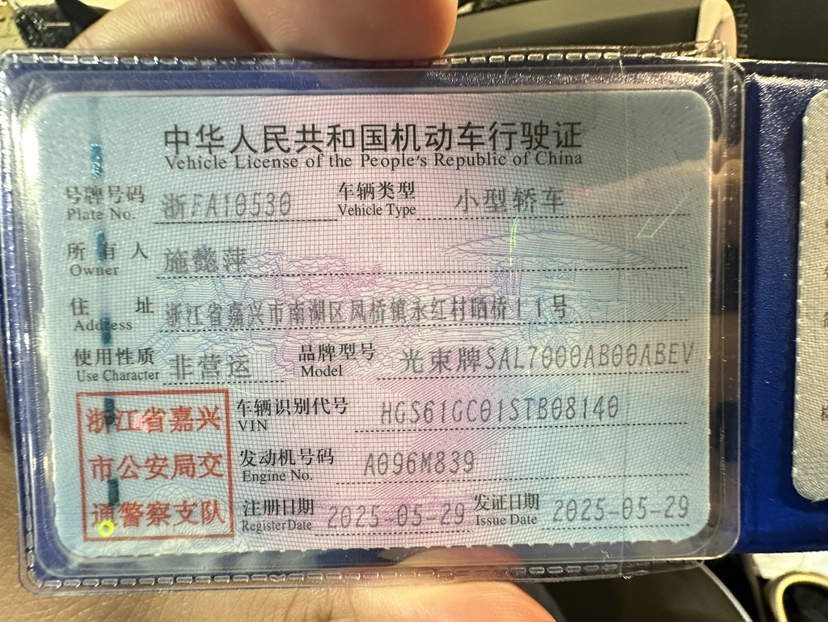 中华人民共和国机动车行驶证
Vehicle License of the People's Republic of China
号牌号码 浙FA10530 车辆类型 小型轿车
Plate No. Vehicle Type
所有人 施懿萍
Owner
住址 浙江省嘉兴市南湖区凤桥镇永红村晒桥11号
Address
使用性质 非营运 品牌型号 光束牌SAL7000AB00ABEV
Use Character Model
浙江省嘉兴
市公安局交
通警察支队
车辆识别代号 HGS61GC01STB08140
VIN
发动机号码 A096M839
Engine No.
注册日期 2025-05-29 发证日期 2025-05-29
Register Date Issue Date